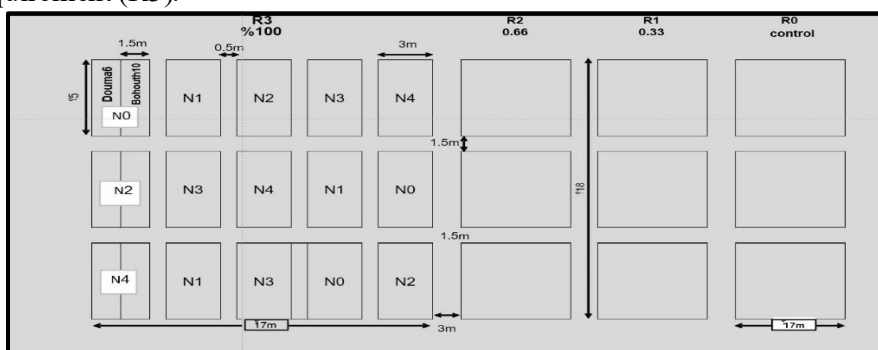 quirement (R3).
R3 R2 R1 R0
%100 0.66 0.33 control
1.5m 0.5m 3m
Douma6 Bohouth10
N0 N1 N2 N3 N4
1.5m
N2 N3 N4 N1 N0
1.5m
N4 N1 N3 N0 N2
17m 3m 17m